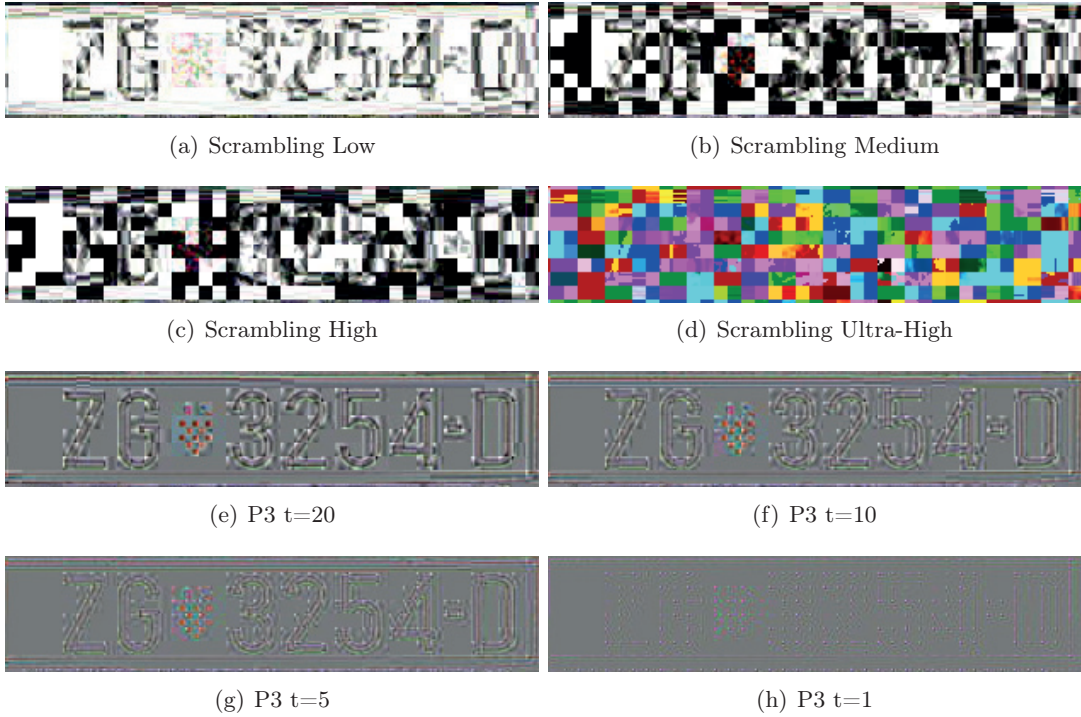 ZG 3254-D
(a) Scrambling Low
(b) Scrambling Medium
(c) Scrambling High
(d) Scrambling Ultra-High
ZG 3254-D
ZG 3254-D
(e) P3 t=20
(f) P3 t=10
ZG 3254-D
(g) P3 t=5
(h) P3 t=1